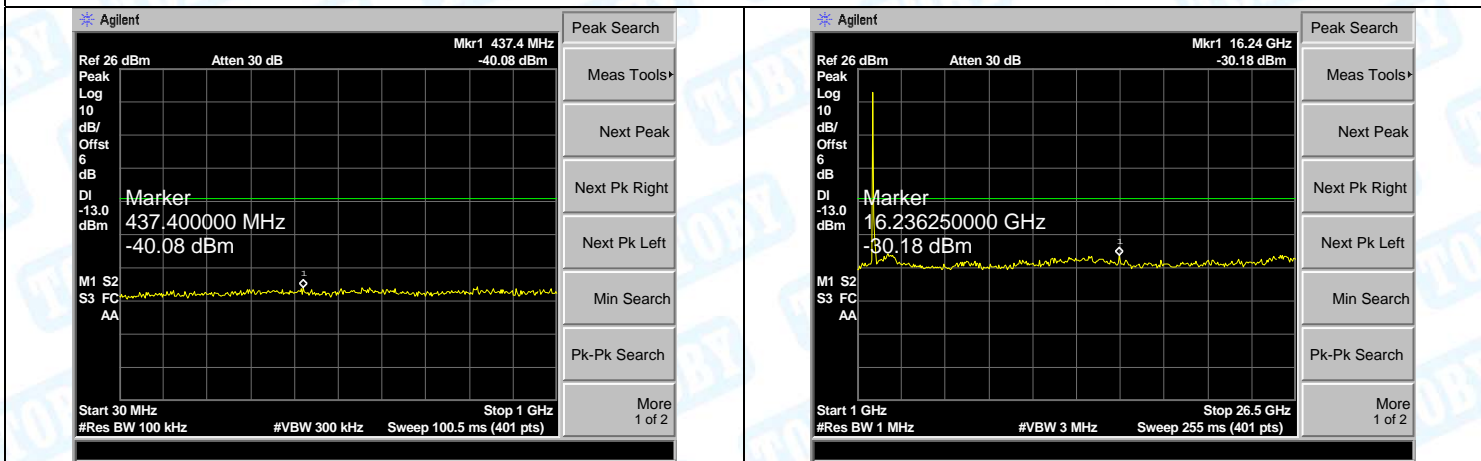 Agilent
Peak Search
Mkr1 437.4 MHz
Ref 26 dBm Atten 30 dB -40.08 dBm
Peak
Log
10
dB/
Offst
6
dB
DI
-13.0
dBm
Marker
437.400000 MHz
-40.08 dBm
1
M1 S2
S3 FC
AA
Start 30 MHz Stop 1 GHz
#Res BW 100 kHz #VBW 300 kHz Sweep 100.5 ms (401 pts)
Meas Tools
Next Peak
Next Pk Right
Next Pk Left
Min Search
Pk-Pk Search
More
1 of 2
Agilent
Peak Search
Mkr1 16.24 GHz
Ref 26 dBm Atten 30 dB -30.18 dBm
Peak
Log
10
dB/
Offst
6
dB
DI
-13.0
dBm
Marker
16.236250000 GHz
-30.18 dBm
1
M1 S2
S3 FC
AA
Start 1 GHz Stop 26.5 GHz
#Res BW 1 MHz #VBW 3 MHz Sweep 255 ms (401 pts)
Meas Tools
Next Peak
Next Pk Right
Next Pk Left
Min Search
Pk-Pk Search
More
1 of 2
TOBY